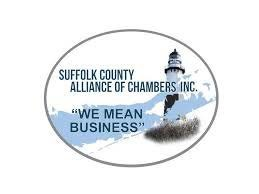 SUFFOLK COUNTY
ALLIANCE OF CHAMBERS INC.
"WE MEAN
BUSINESS"